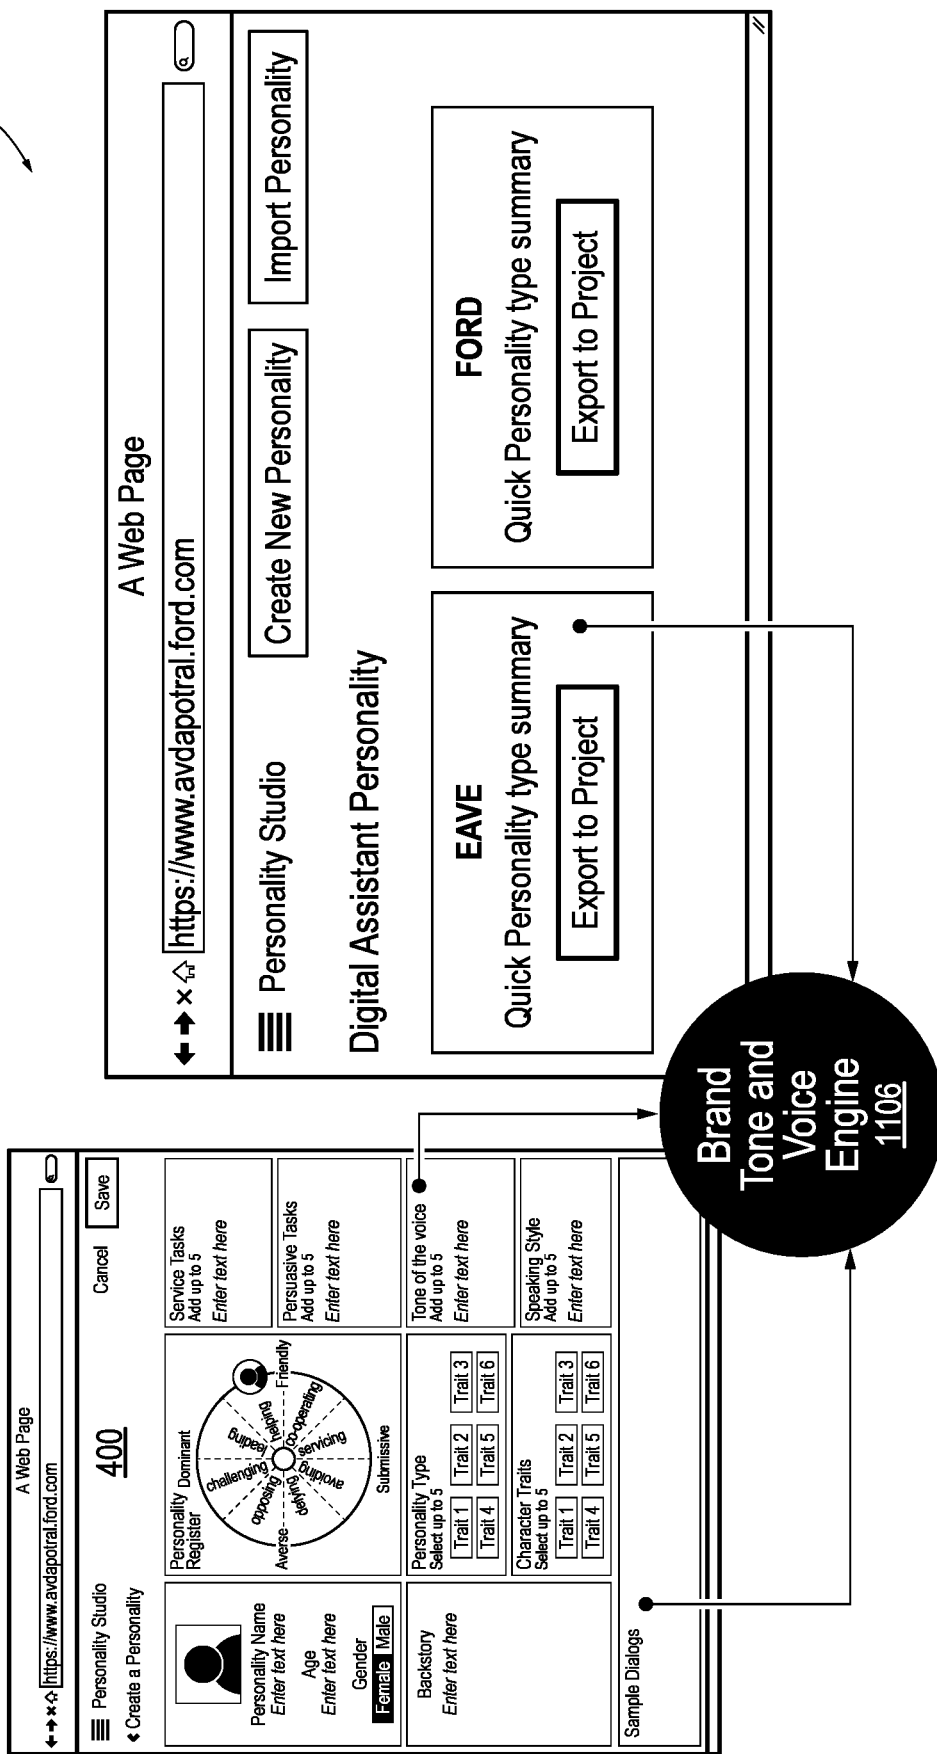 A Web Page
https://www.avdapotral.ford.com
Personality Studio
400
Cancel
Save
Create a Personality
Personality Name
Enter text here
Age
Enter text here
Gender
Female Male
Personality
Register
Dominant
Friendly
Submissive
Averse
leading
helping
co-operating
servicing
avoiding
defying
opposing
challenging
Service Tasks
Add up to 5
Enter text here
Persuasive Tasks
Add up to 5
Enter text here
Backstory
Enter text here
Personality Type
Select up to 5
Trait 1 Trait 2 Trait 3
Trait 4 Trait 5 Trait 6
Character Traits
Select up to 5
Trait 1 Trait 2 Trait 3
Trait 4 Trait 5 Trait 6
Tone of the voice
Add up to 5
Enter text here
Speaking Style
Add up to 5
Enter text here
Sample Dialogs
A Web Page
https://www.avdapotral.ford.com
Personality Studio
Create New Personality
Import Personality
Digital Assistant Personality
EAVE
Quick Personality type summary
Export to Project
FORD
Quick Personality type summary
Export to Project
Brand
Tone and
Voice
Engine
1106